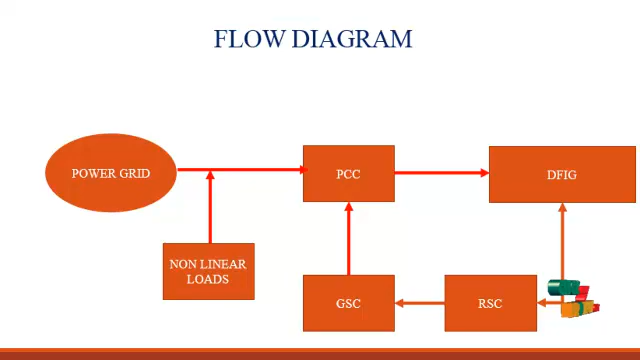 FLOW DIAGRAM
POWER GRID
PCC
DFIG
NON LINEAR
LOADS
GSC
RSC